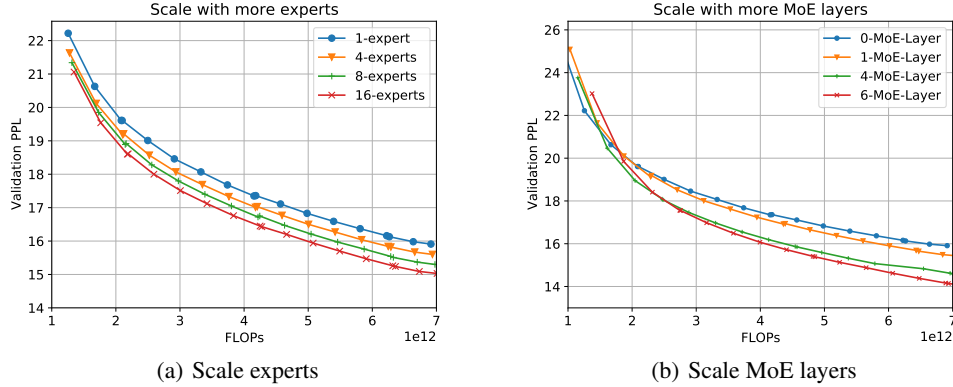 Scale with more experts
Validation PPL
22
21
20
19
18
17
16
15
14
1-expert
4-experts
8-experts
16-experts
1 2 3 4 5 6 7
FLOPs
1e12
(a) Scale experts
Scale with more MoE layers
Validation PPL
26
24
22
20
18
16
14
0-MoE-Layer
1-MoE-Layer
4-MoE-Layer
6-MoE-Layer
1 2 3 4 5 6 7
FLOPs
1e12
(b) Scale MoE layers